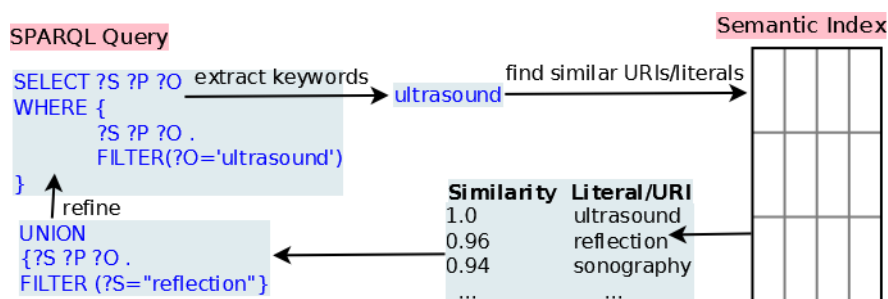 SPARQL Query
Semantic Index
SELECT ?S ?P ?O
WHERE {
?S ?P ?O .
FILTER(?O='ultrasound')
}
extract keywords
ultrasound
find similar URIs/literals
refine
UNION
{?S ?P ?O .
FILTER (?S="reflection"}
Similarity Literal/URI
1.0 ultrasound
0.96 reflection
0.94 sonography
... ...